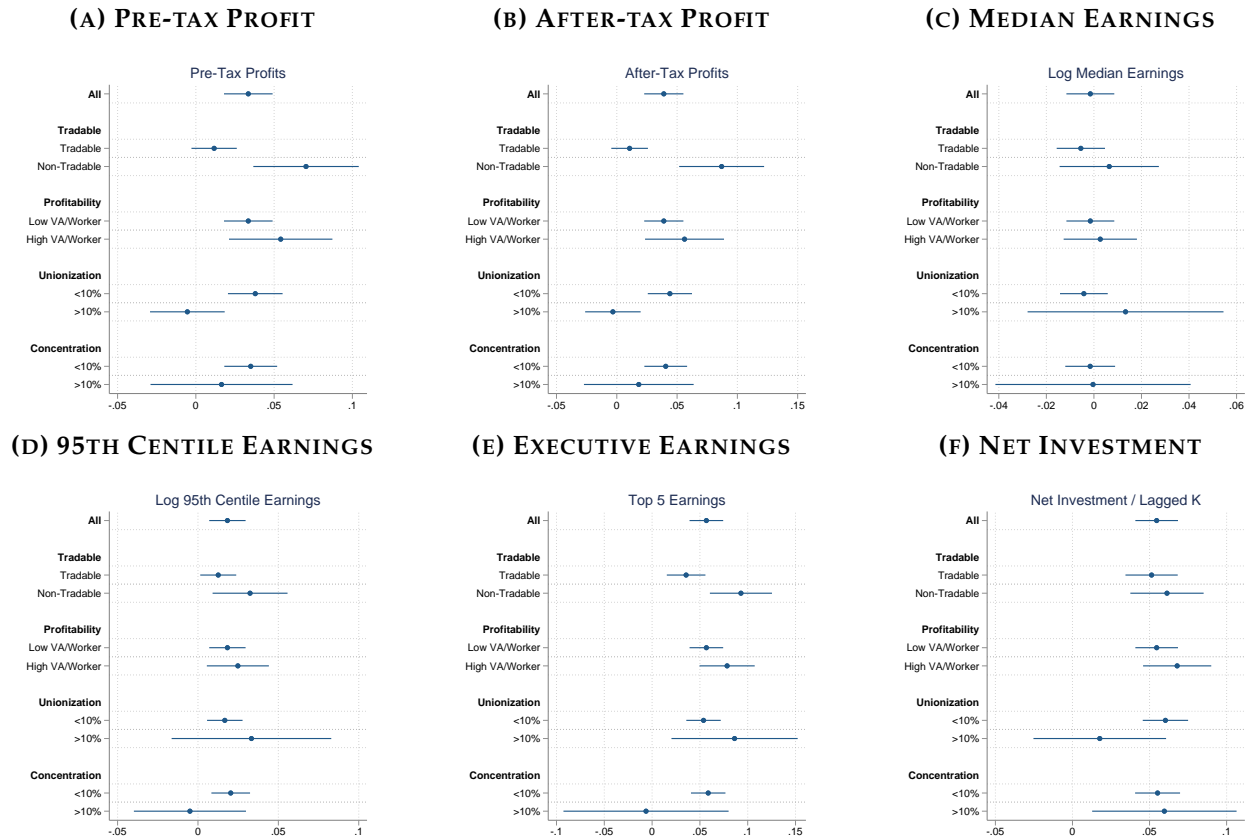 (A) PRE-TAX PROFIT
Pre-Tax Profits
All
Tradable
Tradable
Non-Tradable
Profitability
Low VA/Worker
High VA/Worker
Unionization
<10%
>10%
Concentration
<10%
>10%
-.05 0 .05 .1
(B) AFTER-TAX PROFIT
After-Tax Profits
All
Tradable
Tradable
Non-Tradable
Profitability
Low VA/Worker
High VA/Worker
Unionization
<10%
>10%
Concentration
<10%
>10%
-.05 0 .05 .1 .15
(C) MEDIAN EARNINGS
Log Median Earnings
All
Tradable
Tradable
Non-Tradable
Profitability
Low VA/Worker
High VA/Worker
Unionization
<10%
>10%
Concentration
<10%
>10%
-.04 -.02 0 .02 .04 .06
(D) 95TH CENTILE EARNINGS
Log 95th Centile Earnings
All
Tradable
Tradable
Non-Tradable
Profitability
Low VA/Worker
High VA/Worker
Unionization
<10%
>10%
Concentration
<10%
>10%
-.05 0 .05 .1
(E) EXECUTIVE EARNINGS
Top 5 Earnings
All
Tradable
Tradable
Non-Tradable
Profitability
Low VA/Worker
High VA/Worker
Unionization
<10%
>10%
Concentration
<10%
>10%
-.1 -.05 0 .05 .1 .15
(F) NET INVESTMENT
Net Investment / Lagged K
All
Tradable
Tradable
Non-Tradable
Profitability
Low VA/Worker
High VA/Worker
Unionization
<10%
>10%
Concentration
<10%
>10%
-.05 0 .05 .1